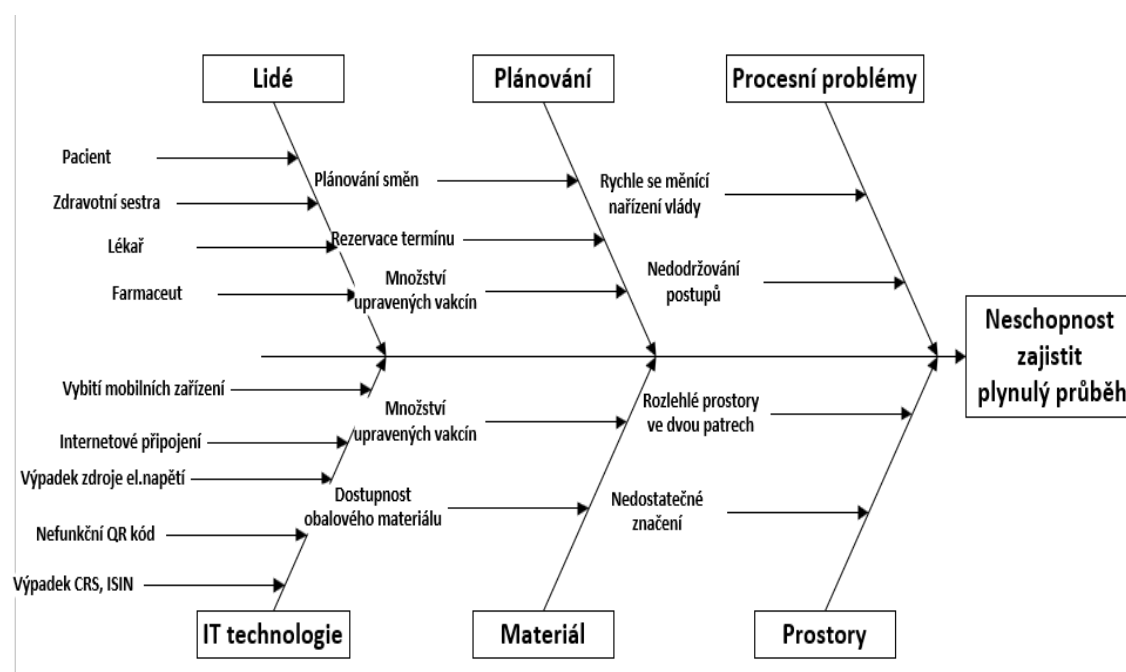 Lidé
Plánování
Procesní problémy
Pacient
Zdravotní sestra
Lékař
Farmaceut
Plánování směn
Rezervace termínu
Množství
upravených vakcín
Rychle se měnící
nařízení vlády
Nedodržování
postupů
Neschopnost
zajistit
plynulý průběh
Vybití mobilních zařízení
Internetové připojení
Výpadek zdroje el.napětí
Nefunkční QR kód
Výpadek CRS, ISIN
Množství
upravených vakcín
Dostupnost
obalového materiálu
Rozlehlé prostory
ve dvou patrech
Nedostatečné
značení
IT technologie
Materiál
Prostory